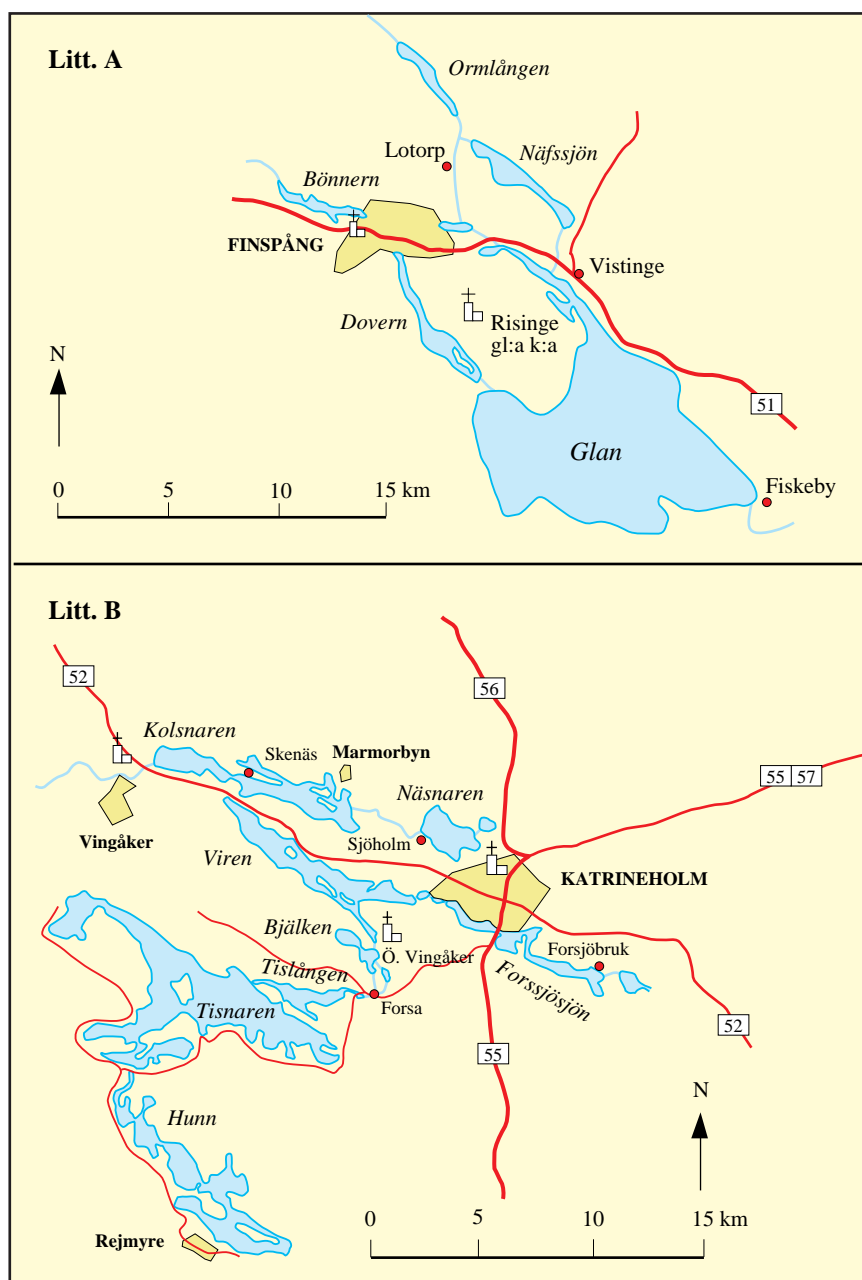 Litt. A
Ormlången
Lotorp
Näfssjön
Bönnern
FINSPÅNG
Vistinge
Dovern
Risinge
gl:a k:a
N
51
Glan
0 5 10 15 km
Fiskeby
Litt. B
52
56
Kolsnaren
Skenäs
Marmorbyn
55 57
Näsnaren
Vingåker
Sjöholm
Viren
KATRINEHOLM
Bjälken
Ö. Vingåker
Forsjöbruk
Tislången
Forssjösjön
Tisnaren
Forsa
52
55
Hunn
N
Rejmyre
0 5 10 15 km